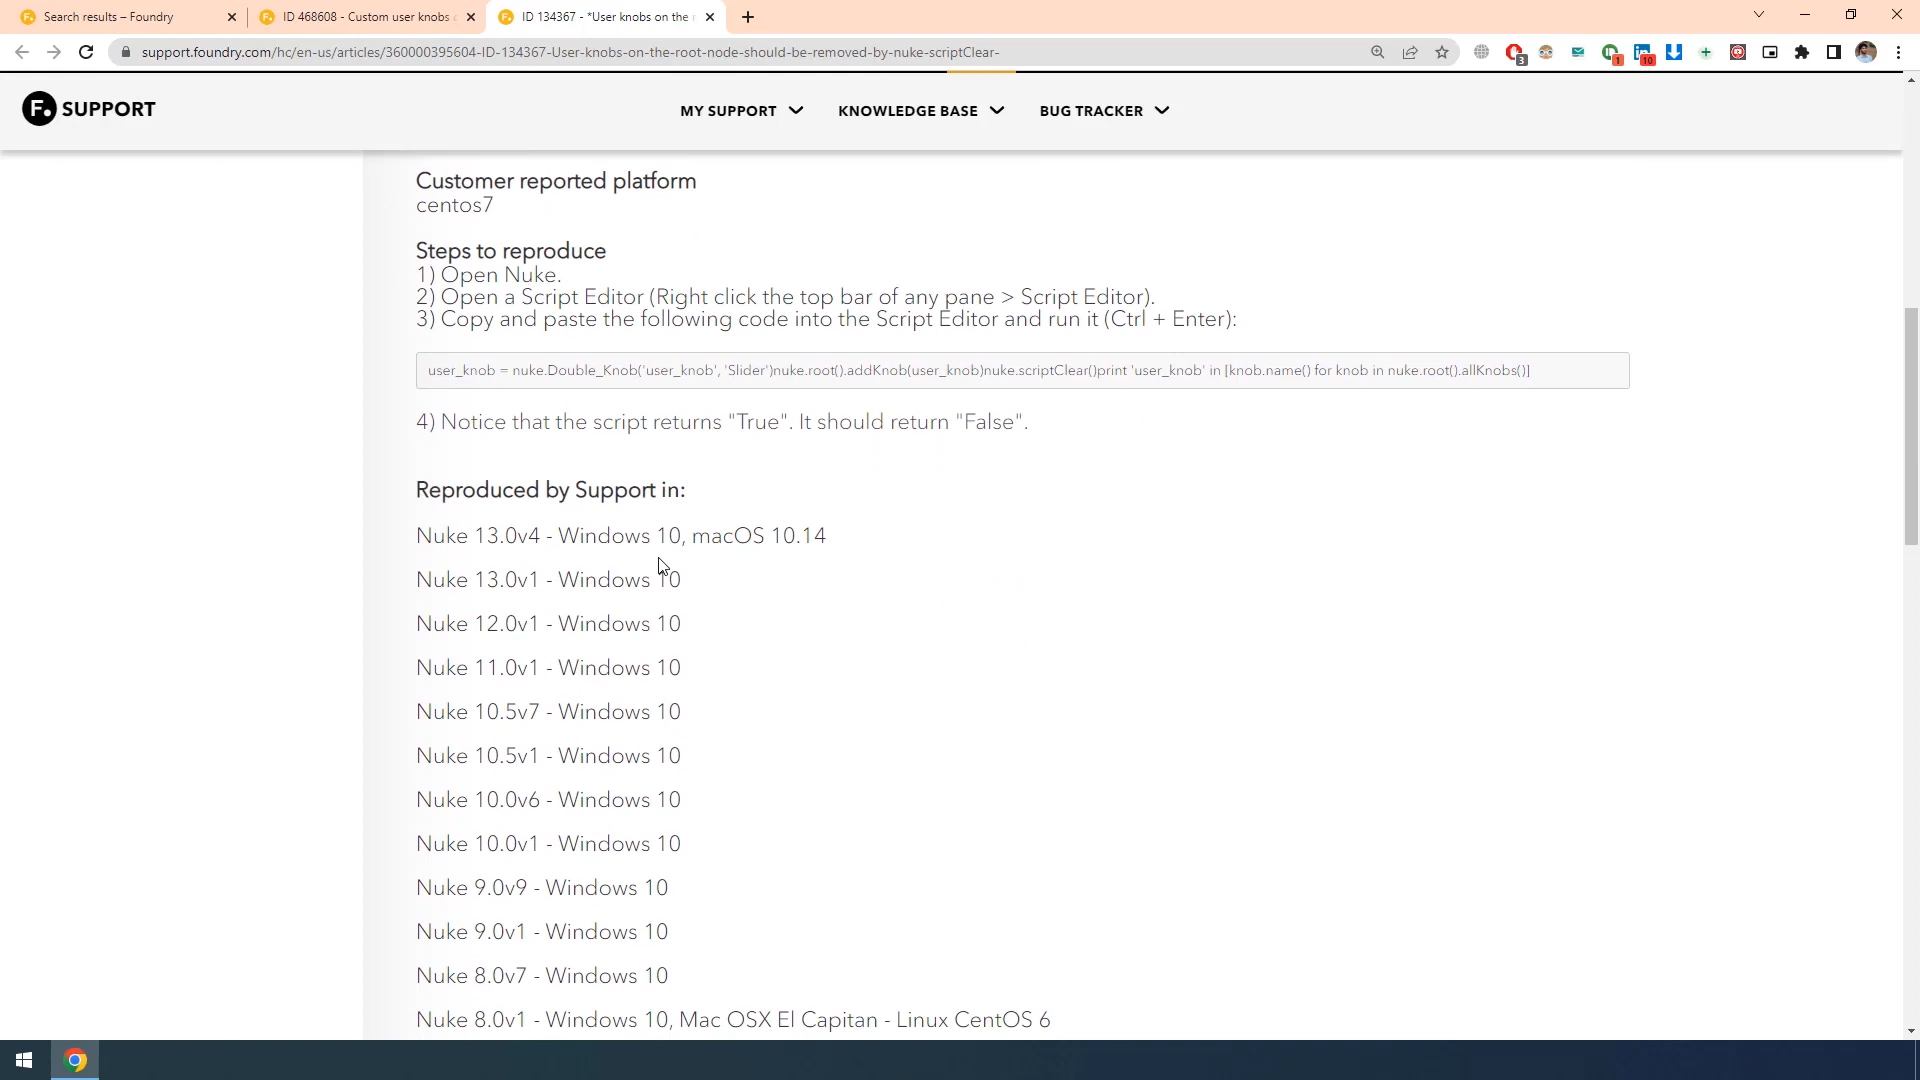 Search results – Foundry
ID 468608 - Custom user knobs
ID 134367 - *User knobs on the
support.foundry.com/hc/en-us/articles/360000395604-ID-134367-User-knobs-on-the-root-node-should-be-removed-by-nuke-scriptClear-
3
1
10
F. SUPPORT
MY SUPPORT
KNOWLEDGE BASE
BUG TRACKER
Customer reported platform
centos7
Steps to reproduce
1) Open Nuke.
2) Open a Script Editor (Right click the top bar of any pane > Script Editor).
3) Copy and paste the following code into the Script Editor and run it (Ctrl + Enter):
user_knob = nuke.Double_Knob('user_knob', 'Slider')nuke.root().addKnob(user_knob)nuke.scriptClear()print 'user_knob' in [knob.name() for knob in nuke.root().allKnobs()]
4) Notice that the script returns "True". It should return "False".
Reproduced by Support in:
Nuke 13.0v4 - Windows 10, macOS 10.14
Nuke 13.0v1 - Windows 10
Nuke 12.0v1 - Windows 10
Nuke 11.0v1 - Windows 10
Nuke 10.5v7 - Windows 10
Nuke 10.5v1 - Windows 10
Nuke 10.0v6 - Windows 10
Nuke 10.0v1 - Windows 10
Nuke 9.0v9 - Windows 10
Nuke 9.0v1 - Windows 10
Nuke 8.0v7 - Windows 10
Nuke 8.0v1 - Windows 10, Mac OSX El Capitan - Linux CentOS 6